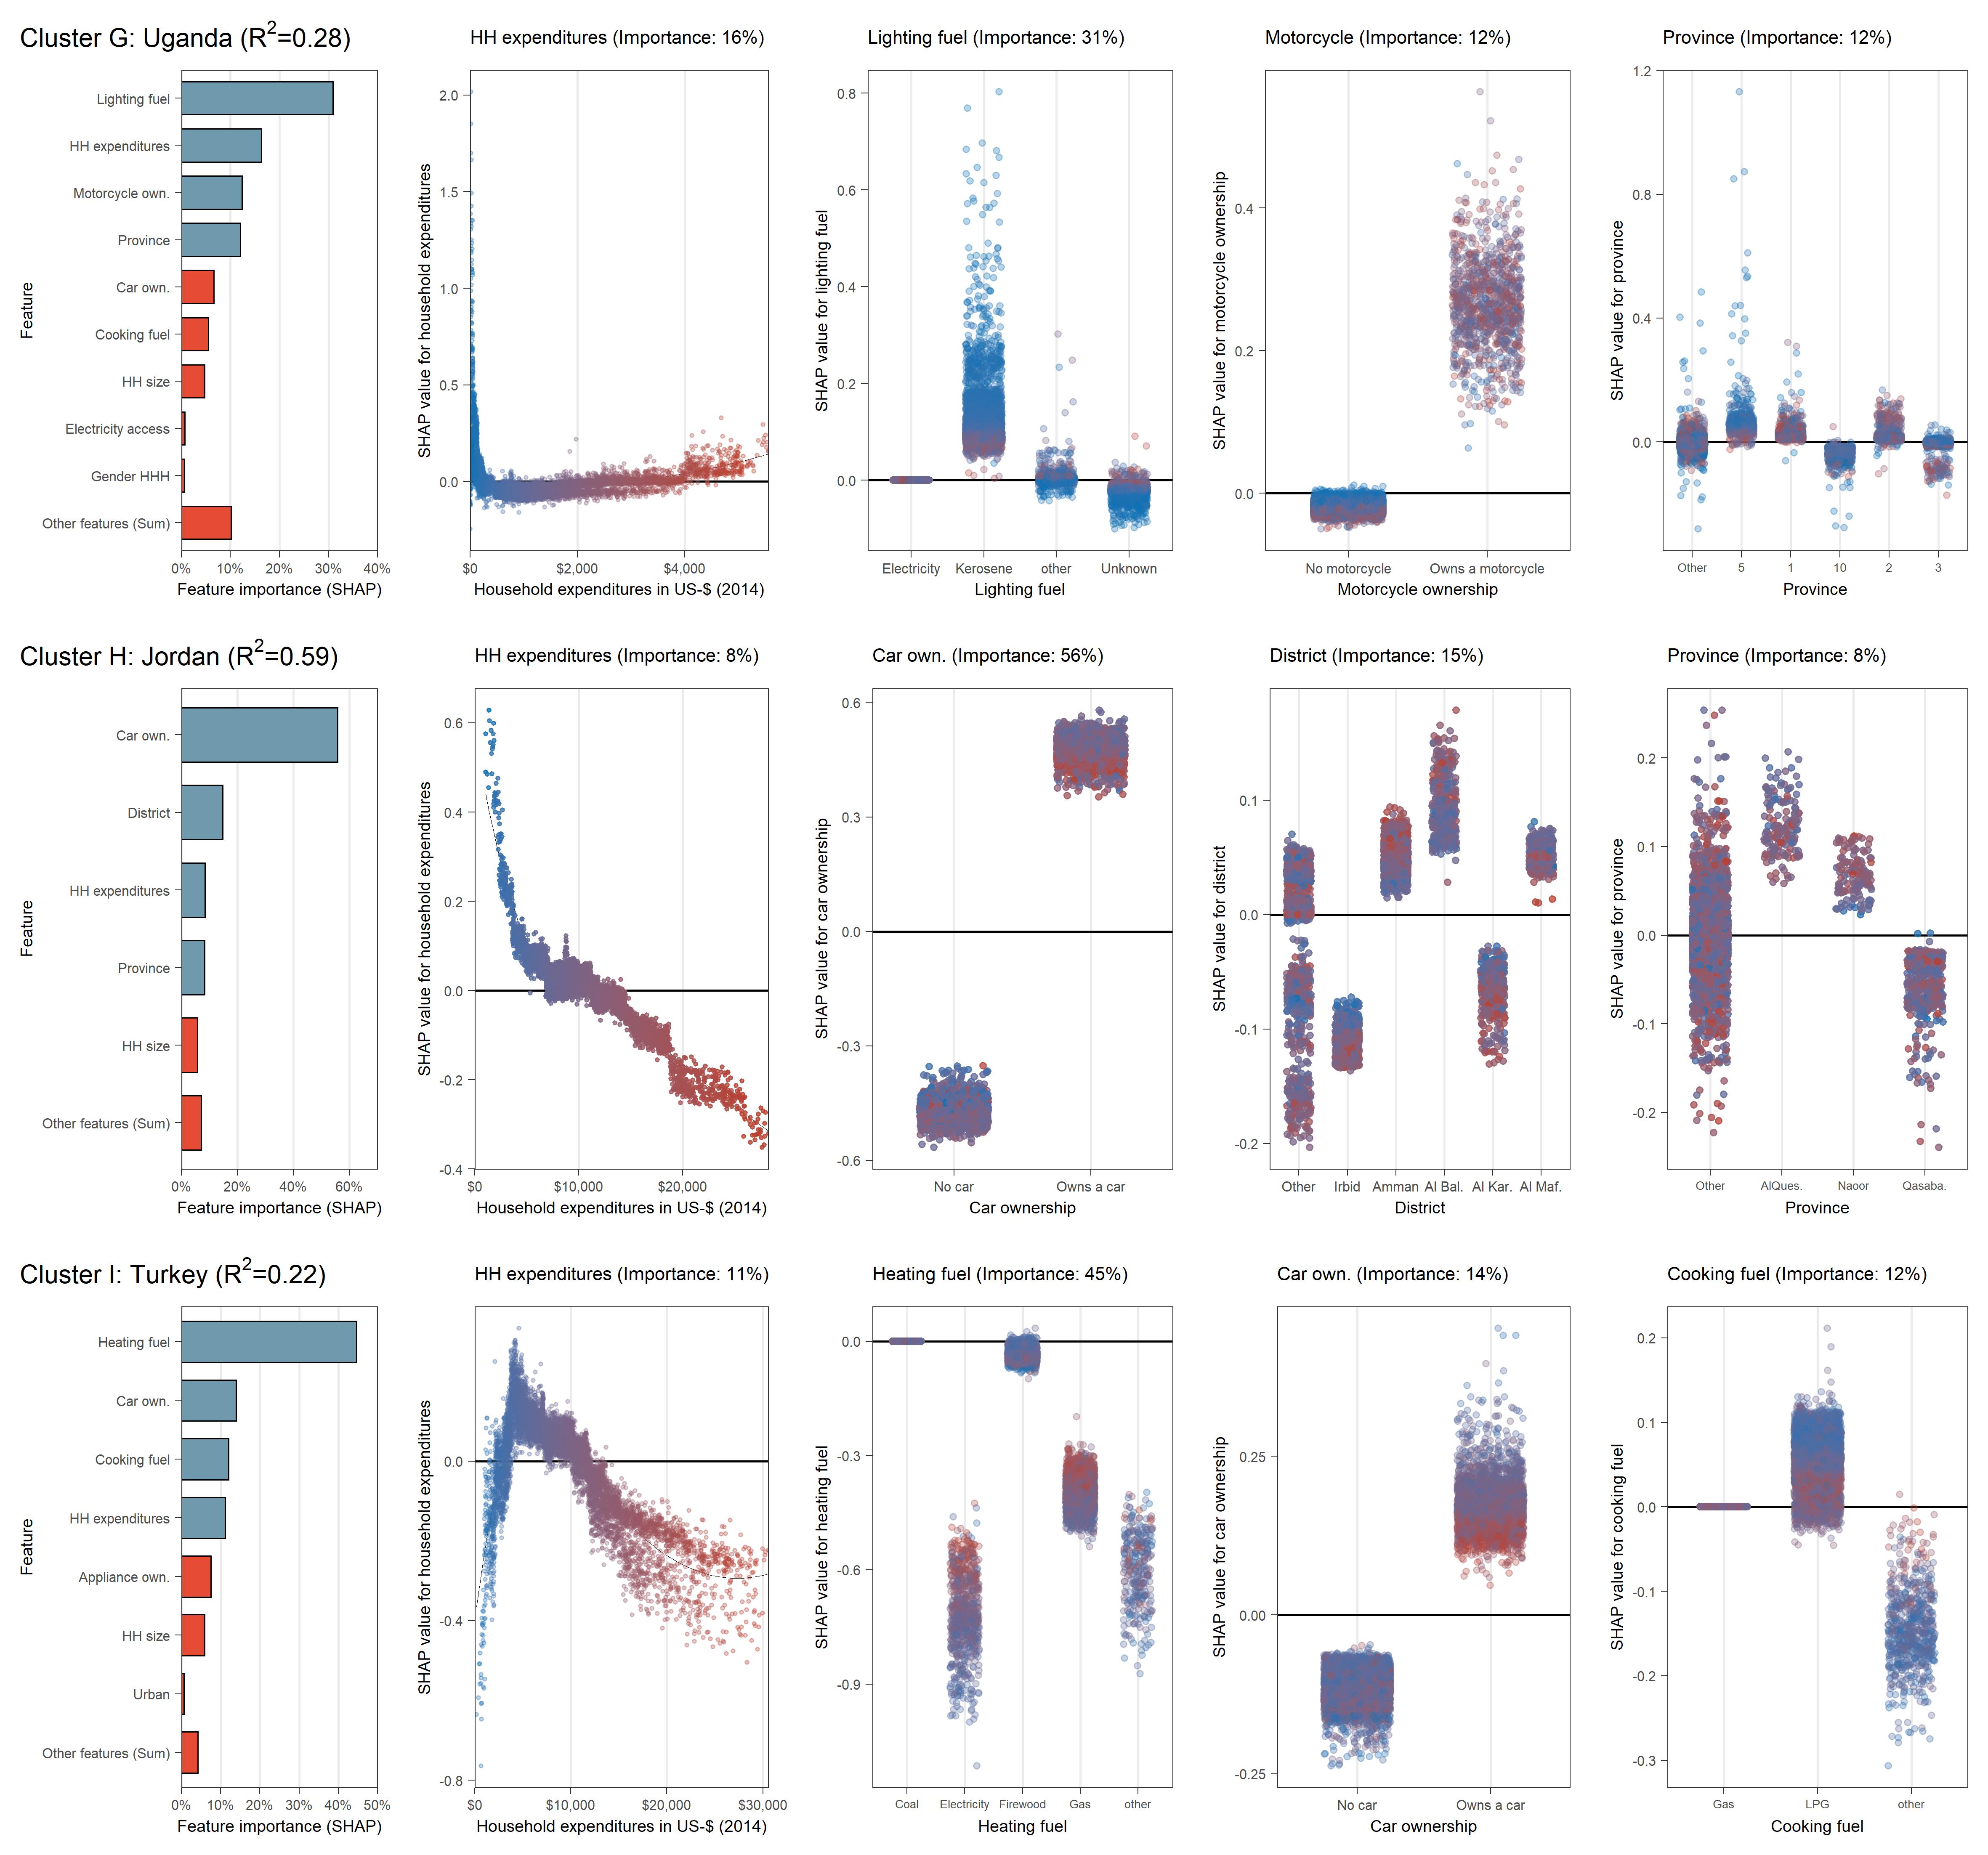 Cluster G: Uganda (R²=0.28)
Feature
Lighting fuel
HH expenditures
Motorcycle own.
Province
Car own.
Cooking fuel
HH size
Electricity access
Gender HHH
Other features (Sum)
0% 10% 20% 30% 40%
Feature importance (SHAP)
HH expenditures (Importance: 16%)
SHAP value for household expenditures
2.0
1.5
1.0
0.5
0.0
$0 $2,000 $4,000
Household expenditures in US-$ (2014)
Lighting fuel (Importance: 31%)
SHAP value for lighting fuel
0.8
0.6
0.4
0.2
0.0
Electricity Kerosene other Unknown
Lighting fuel
Motorcycle (Importance: 12%)
SHAP value for motorcycle ownership
0.4
0.2
0.0
No motorcycle Owns a motorcycle
Motorcycle ownership
Province (Importance: 12%)
SHAP value for province
1.2
0.8
0.4
0.0
Other 5 1 10 2 3
Province
Cluster H: Jordan (R²=0.59)
Feature
Car own.
District
HH expenditures
Province
HH size
Other features (Sum)
0% 20% 40% 60%
Feature importance (SHAP)
HH expenditures (Importance: 8%)
SHAP value for household expenditures
0.6
0.4
0.2
0.0
-0.2
-0.4
$0 $10,000 $20,000
Household expenditures in US-$ (2014)
Car own. (Importance: 56%)
SHAP value for car ownership
0.6
0.3
0.0
-0.3
-0.6
No car Owns a car
Car ownership
District (Importance: 15%)
SHAP value for district
0.1
0.0
-0.1
-0.2
Other Irbid Amman Al Bal. Al Kar. Al Maf.
District
Province (Importance: 8%)
SHAP value for province
0.2
0.1
0.0
-0.1
-0.2
Other AlQues. Naoor Qasaba.
Province
Cluster I: Turkey (R²=0.22)
Feature
Heating fuel
Car own.
Cooking fuel
HH expenditures
Appliance own.
HH size
Urban
Other features (Sum)
0% 10% 20% 30% 40% 50%
Feature importance (SHAP)
HH expenditures (Importance: 11%)
SHAP value for household expenditures
0.0
-0.4
-0.8
$0 $10,000 $20,000 $30,000
Household expenditures in US-$ (2014)
Heating fuel (Importance: 45%)
SHAP value for heating fuel
0.0
-0.3
-0.6
-0.9
Coal Electricity Firewood Gas other
Heating fuel
Car own. (Importance: 14%)
SHAP value for car ownership
0.25
0.00
-0.25
No car Owns a car
Car ownership
Cooking fuel (Importance: 12%)
SHAP value for cooking fuel
0.2
0.1
0.0
-0.1
-0.2
-0.3
Gas LPG other
Cooking fuel